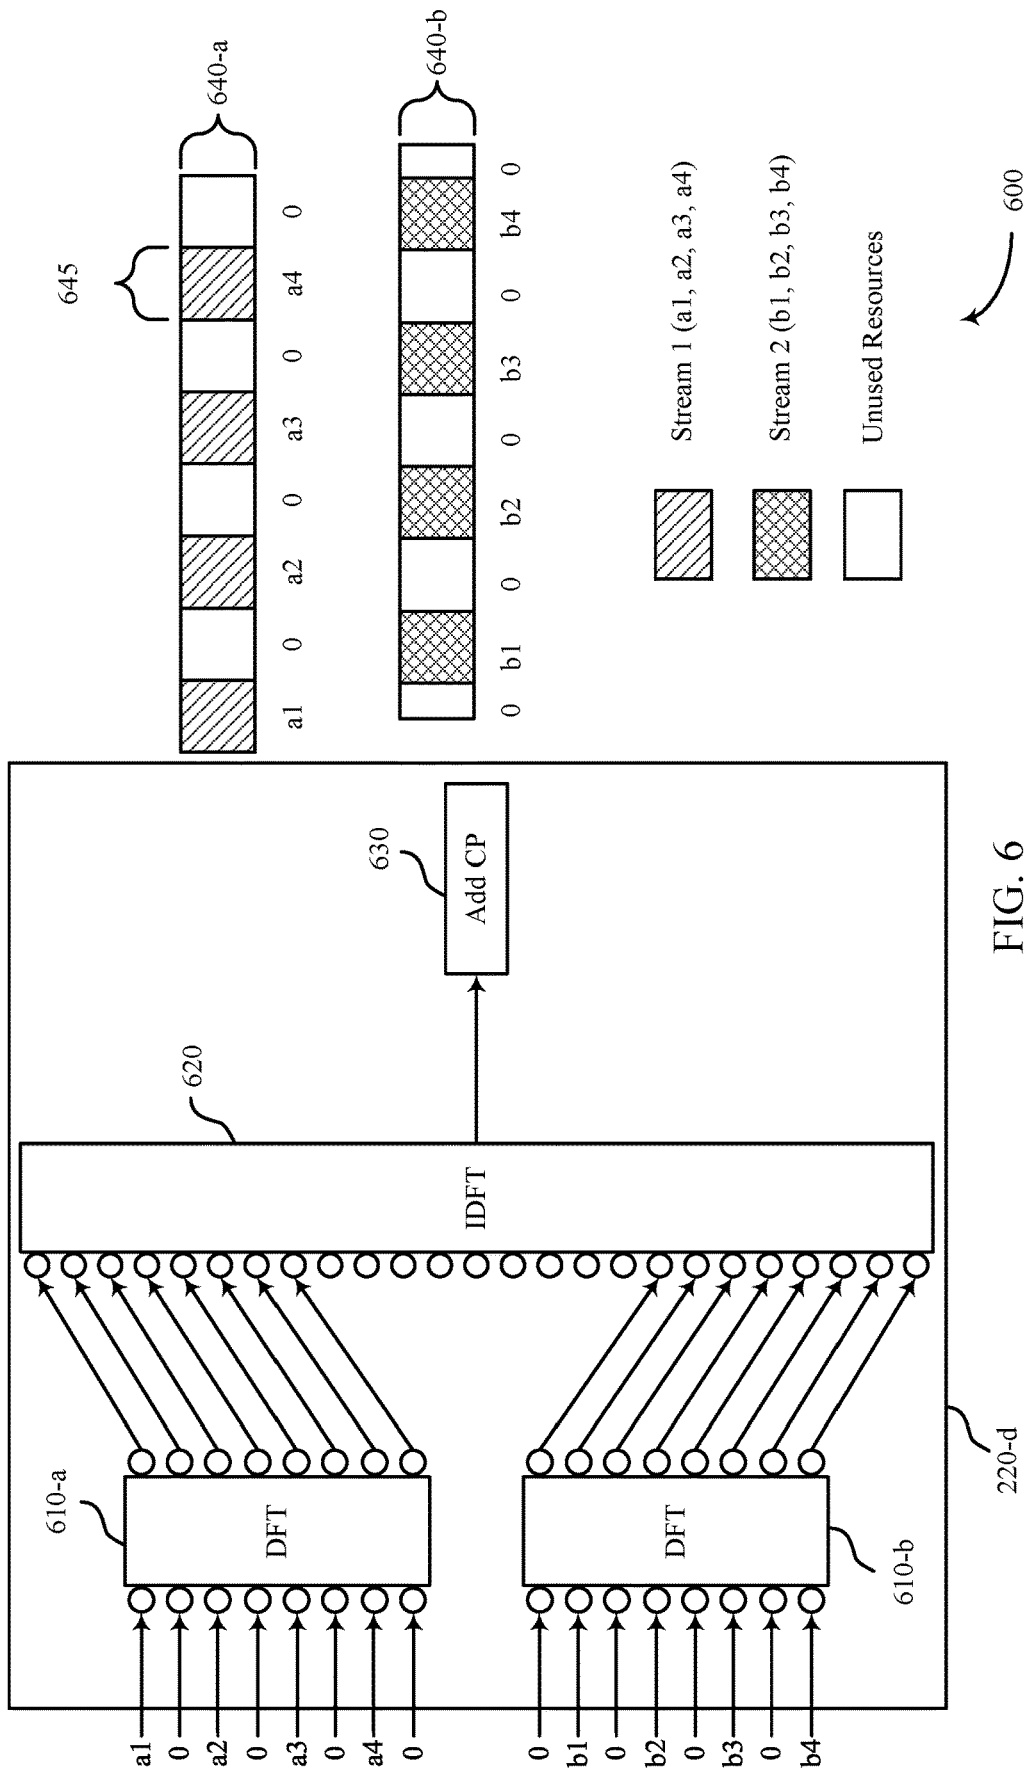 a1
0
a2
0
a3
0
a4
0
0
b1
0
b2
0
b3
0
b4
610-a
DFT
DFT
610-b
IDFT
620
Add CP
630
220-d
645
640-a
a1 0 a2 0 a3 0 a4 0
640-b
0 b1 0 b2 0 b3 0 b4 0
Stream 1 (a1, a2, a3, a4)
Stream 2 (b1, b2, b3, b4)
Unused Resources
600
FIG. 6